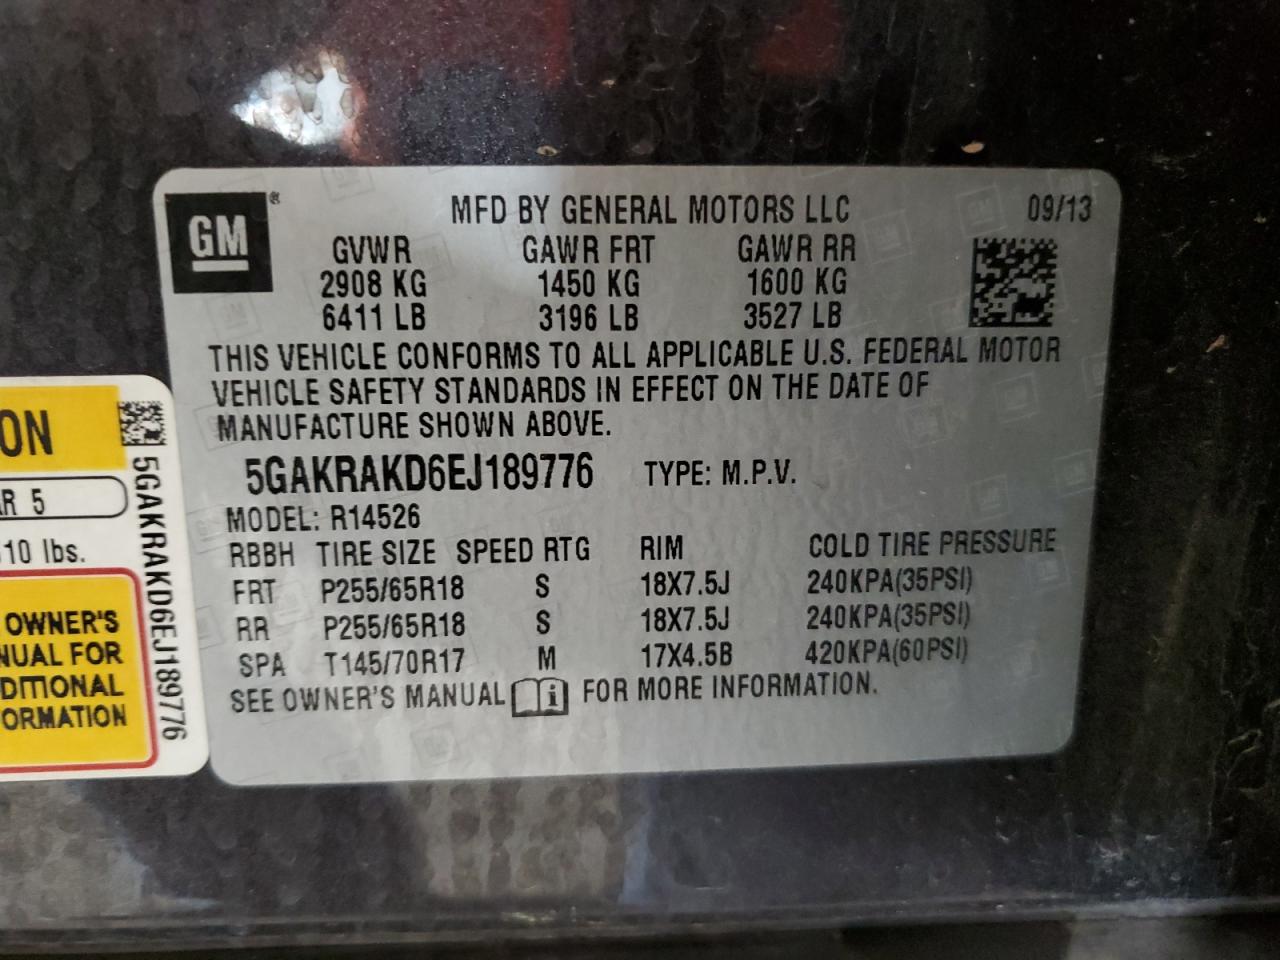 GM ®
MFD BY GENERAL MOTORS LLC 09/13
GVWR GAWR FRT GAWR RR
2908 KG 1450 KG 1600 KG
6411 LB 3196 LB 3527 LB
THIS VEHICLE CONFORMS TO ALL APPLICABLE U.S. FEDERAL MOTOR
VEHICLE SAFETY STANDARDS IN EFFECT ON THE DATE OF
MANUFACTURE SHOWN ABOVE.
5GAKRAKD6EJ189776 TYPE: M.P.V.
MODEL: R14526
RBBH TIRE SIZE SPEED RTG RIM COLD TIRE PRESSURE
FRT P255/65R18 S 18X7.5J 240KPA(35PSI)
RR P255/65R18 S 18X7.5J 240KPA(35PSI)
SPA T145/70R17 M 17X4.5B 420KPA(60PSI)
SEE OWNER'S MANUAL i FOR MORE INFORMATION.
ON
R 5
10 lbs.
OWNER'S
NUAL FOR
DITIONAL
ORMATION
5GAKRAKD6EJ189776